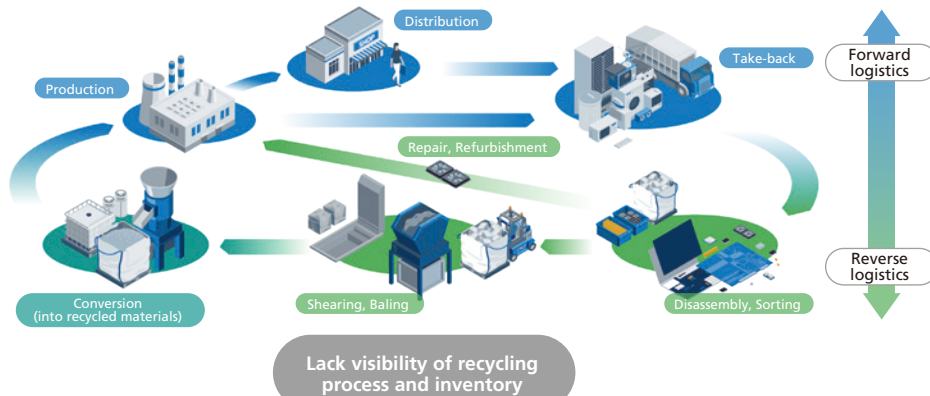 Distribution
SHOP
Take-back
Forward
logistics
Production
Repair, Refurbishment
Reverse
logistics
Conversion
(into recycled materials)
Shearing, Baling
Disassembly, Sorting
Lack visibility of recycling
process and inventory